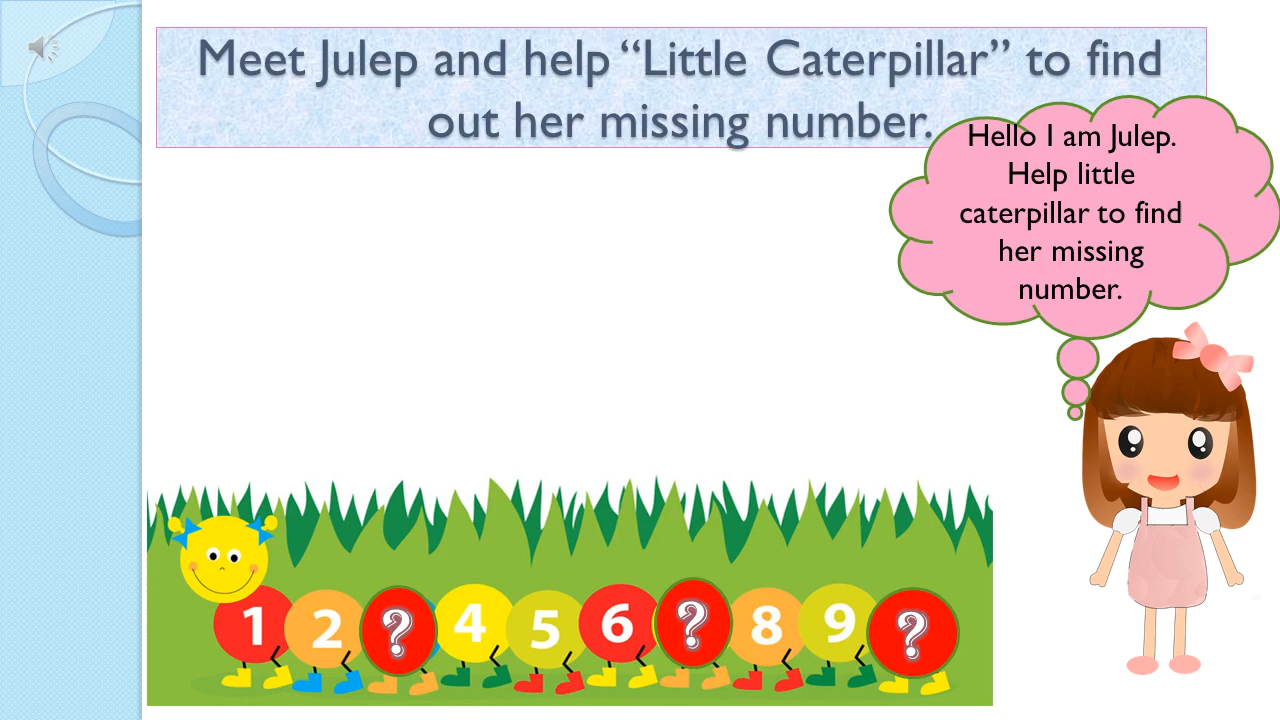 Meet Julep and help “Little Caterpillar” to find
out her missing number.
Hello I am Julep.
Help little
caterpillar to find
her missing
number.
1 2 ? 4 5 6 ? 8 9 ?